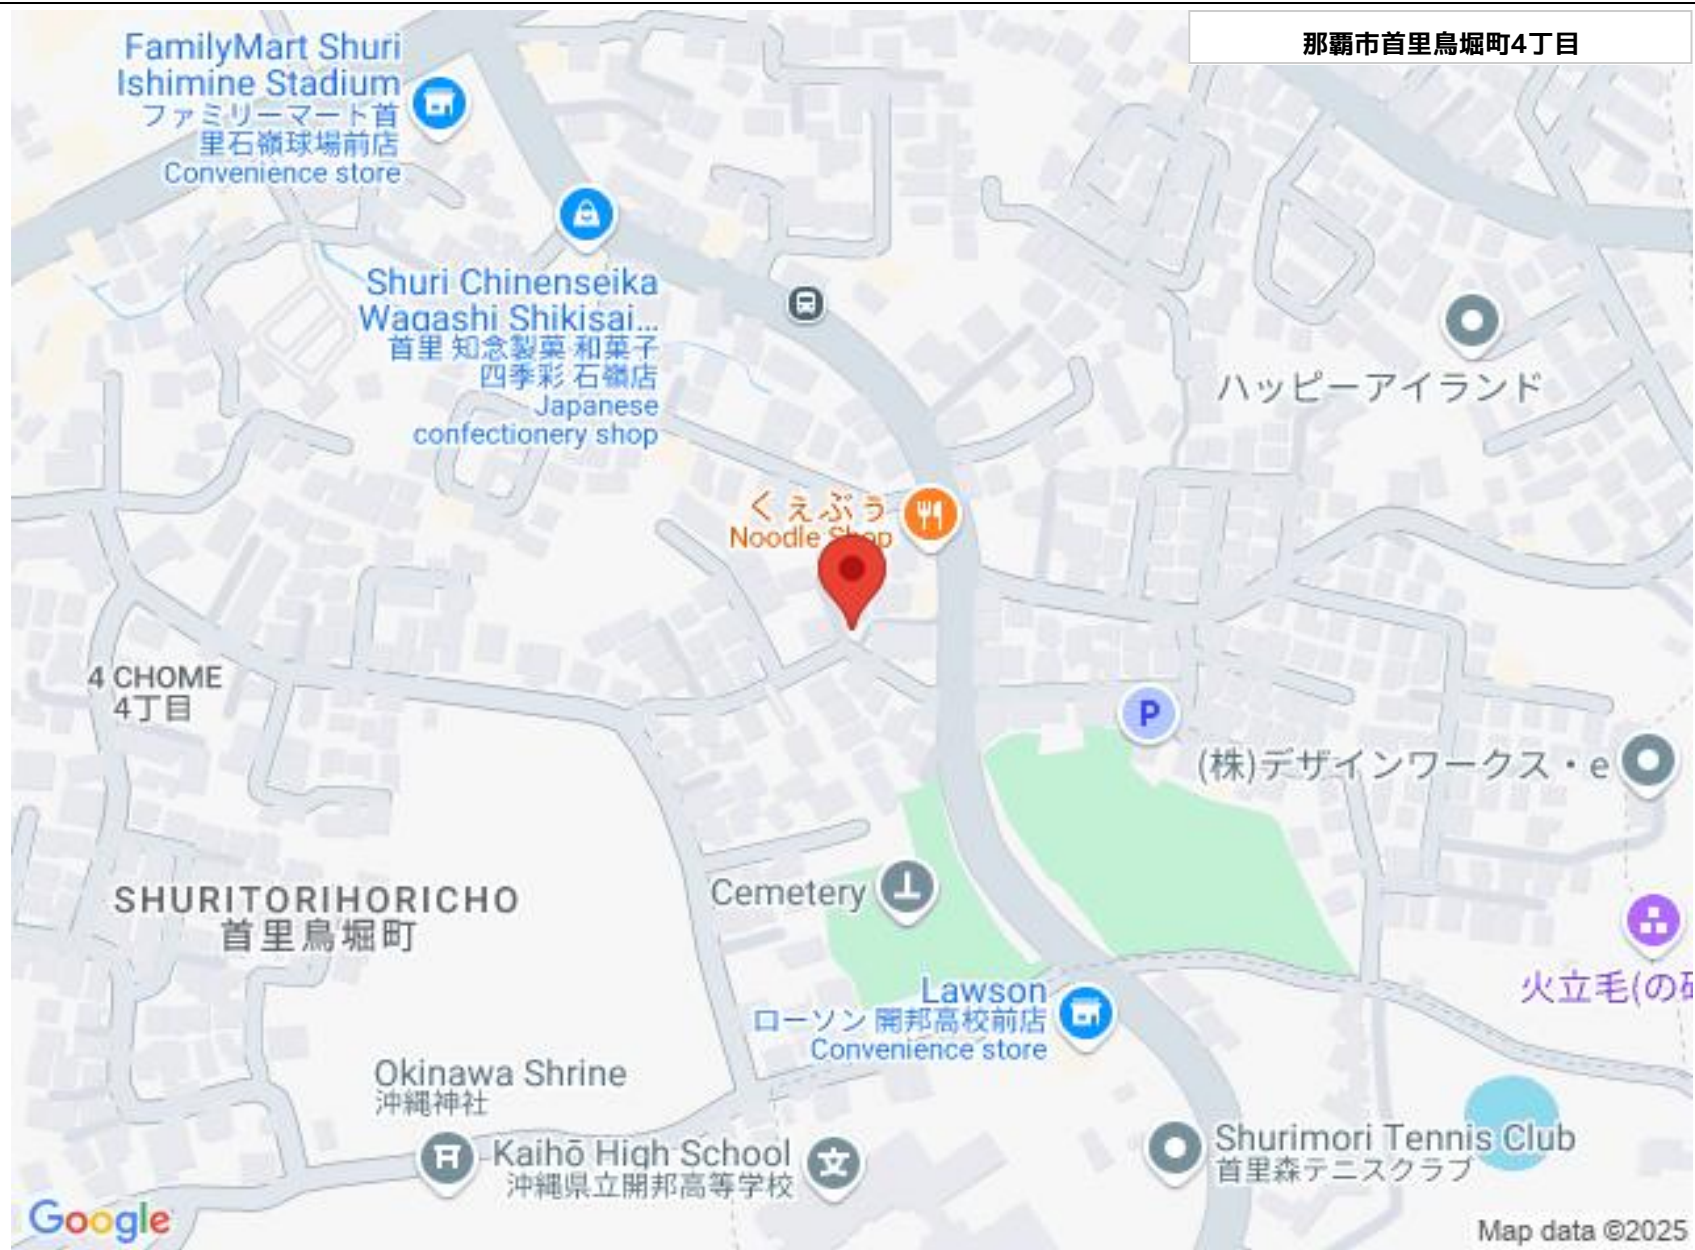 那覇市首里鳥堀町4丁目
FamilyMart Shuri
Ishimine Stadium
ファミリーマート首
里石嶺球場前店
Convenience store
Shuri Chinenseika
Wagashi Shikisai...
首里 知念製菓 和菓子
四季彩 石嶺店
Japanese
confectionery shop
ハッピーアイランド
くぇぶぅ
Noodle Shop
4 CHOME
4丁目
P
(株)デザインワークス・e
SHURITORIHORICHO
首里鳥堀町
Cemetery
火立毛(の
Lawson
ローソン 開邦高校前店
Convenience store
Okinawa Shrine
沖縄神社
Kaihō High School
沖縄県立開邦高等学校
文
Shurimori Tennis Club
首里森テニスクラブ
Google
Map data ©2025